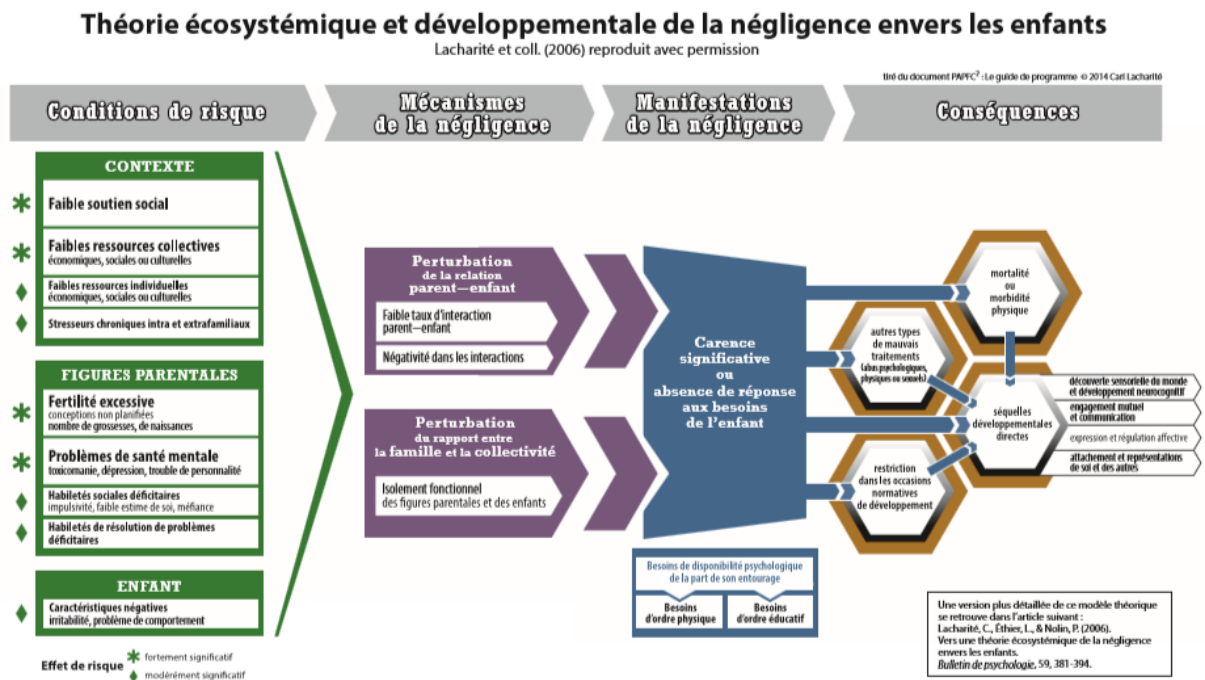 Théorie écosystémique et développementale de la négligence envers les enfants
Lacharité et coll. (2006) reproduit avec permission
tiré du document PAPFC² : Le guide de programme © 2014 Carl Lacharité
Conditions de risque
Mécanismes
de la négligence
Manifestations
de la négligence
Conséquences
CONTEXTE
Faible soutien social
Faibles ressources collectives
économiques, sociales ou culturelles
Faibles ressources individuelles
économiques, sociales ou culturelles
Stresseurs chroniques intra et extrafamiliaux
FIGURES PARENTALES
Fertilité excessive
conceptions non planifiées
nombre de grossesses, de naissances
Problèmes de santé mentale
toxicomanie, dépression, trouble de personnalité
Habiletés sociales déficitaires
impulsivité, faible estime de soi, méfiance
Habiletés de résolution de problèmes
déficitaires
ENFANT
Caractéristiques négatives
irritabilité, problème de comportement
Effet de risque
fortement significatif
modérément significatif
Perturbation
de la relation
parent—enfant
Faible taux d'interaction
parent—enfant
Négativité dans les interactions
Perturbation
du rapport entre
la famille et la collectivité
Isolement fonctionnel
des figures parentales et des enfants
Carence
significative
ou
absence de réponse
aux besoins
de l'enfant
Besoins de disponibilité psychologique
de la part de son entourage
Besoins
d'ordre physique
Besoins
d'ordre éducatif
mortalité
ou
morbidité
physique
autres types
de mauvais
traitements
(abus psychologiques,
physiques ou sexuels)
séquelles
développementales
directes
restriction
dans les occasions
normatives
de développement
découverte sensorielle du monde
et développement neurocognitif
engagement mutuel
et communication
expression et régulation affective
attachement et représentations
de soi et des autres
Une version plus détaillée de ce modèle théorique
se retrouve dans l'article suivant :
Lacharité, C., Éthier, L., & Nolin, P. (2006).
Vers une théorie écosystémique de la négligence
envers les enfants.
Bulletin de psychologie, 59, 381-394.